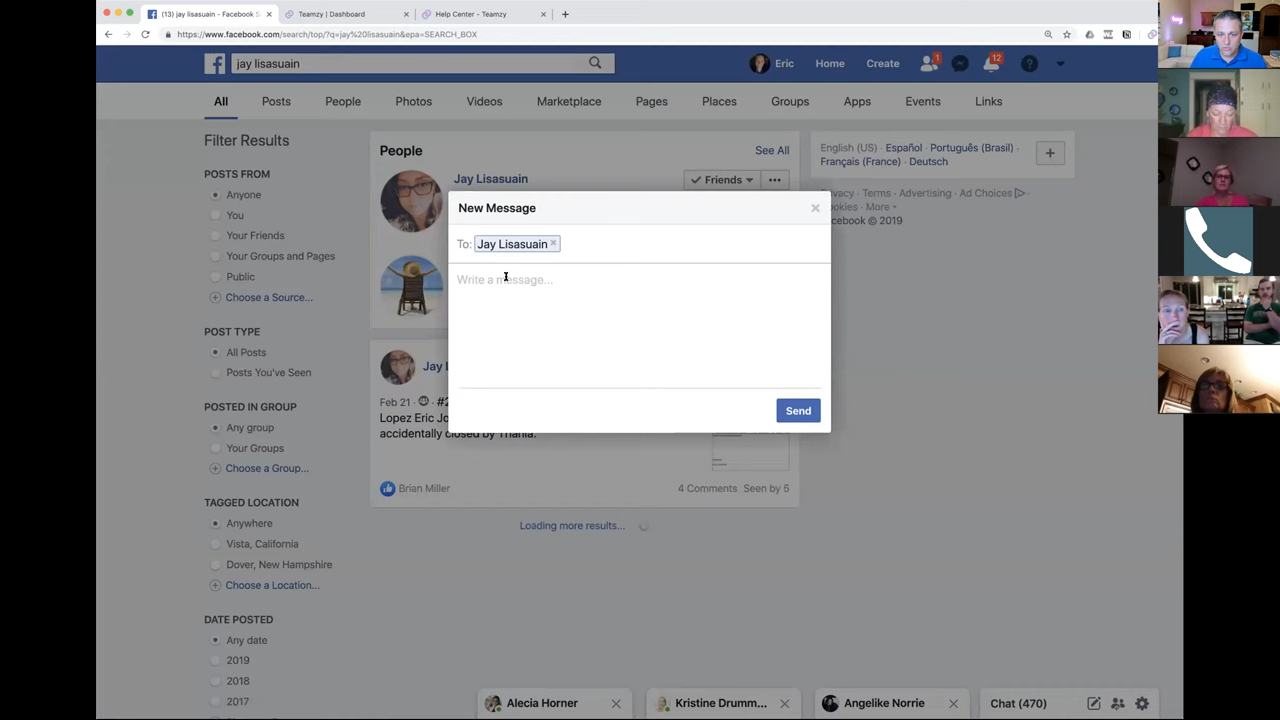 (13) jay lisasuain - Facebook S
Teamzy | Dashboard
Help Center - Teamzy
https://www.facebook.com/search/top/?q=jay%20lisasuain&epa=SEARCH_BOX
jay lisasuain
Eric
Home
Create
1
12
All
Posts
People
Photos
Videos
Marketplace
Pages
Places
Groups
Apps
Events
Links
Filter Results
POSTS FROM
Anyone
You
Your Friends
Your Groups and Pages
Public
Choose a Source...
POST TYPE
All Posts
Posts You've Seen
POSTED IN GROUP
Any group
Your Groups
Choose a Group...
TAGGED LOCATION
Anywhere
Vista, California
Dover, New Hampshire
Choose a Location...
DATE POSTED
Any date
2019
2018
2017
People
See All
Jay Lisasuain
Friends
New Message
To: Jay Lisasuain
Write a message...
Send
Jay
Feb 21
Lopez Eric
accidentally closed by Thania.
Brian Miller
4 Comments Seen by 5
Loading more results...
English (US) · Español · Português (Brasil) ·
Français (France) · Deutsch
Privacy · Terms · Advertising · Ad Choices
Cookies · More
Facebook © 2019
Alecia Horner
Kristine Drumm...
Angelike Norrie
Chat (470)